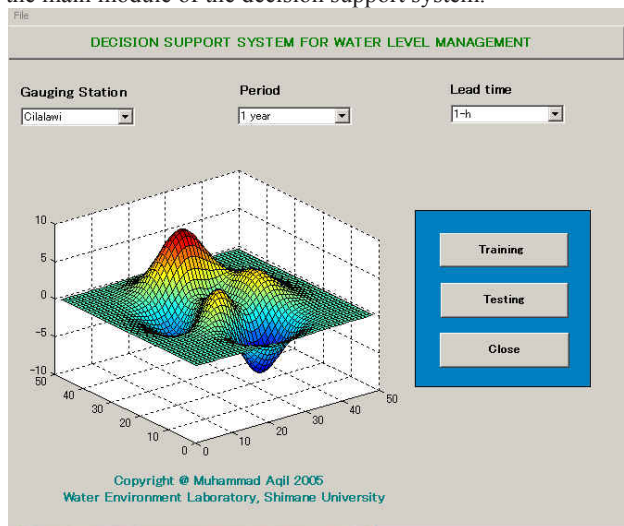 the main module of the decision support system.
File
DECISION SUPPORT SYSTEM FOR WATER LEVEL MANAGEMENT
Gauging Station Period Lead time
Cilalawi 1 year 1-h
10
5
0
-5
-10
50
40
30
20
10
0
0
10
20
30
40
50
Training
Testing
Close
Copyright @ Muhammad Aqil 2005
Water Environment Laboratory, Shimane University